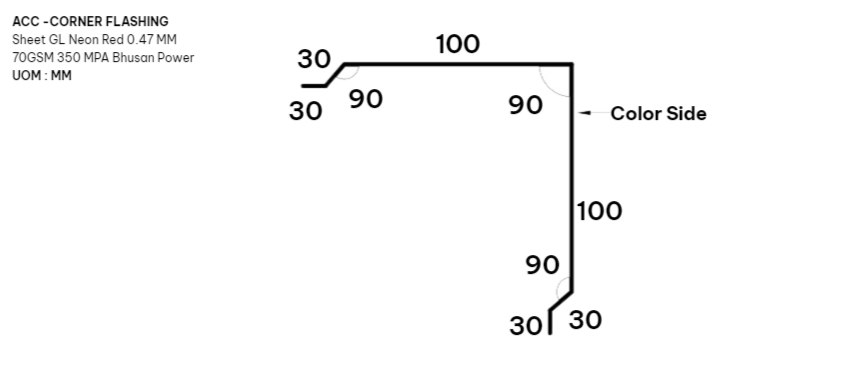 ACC -CORNER FLASHING
Sheet GL Neon Red 0.47 MM
70GSM 350 MPA Bhusan Power
UOM : MM
100
30
90
30
90
Color Side
100
90
30
30